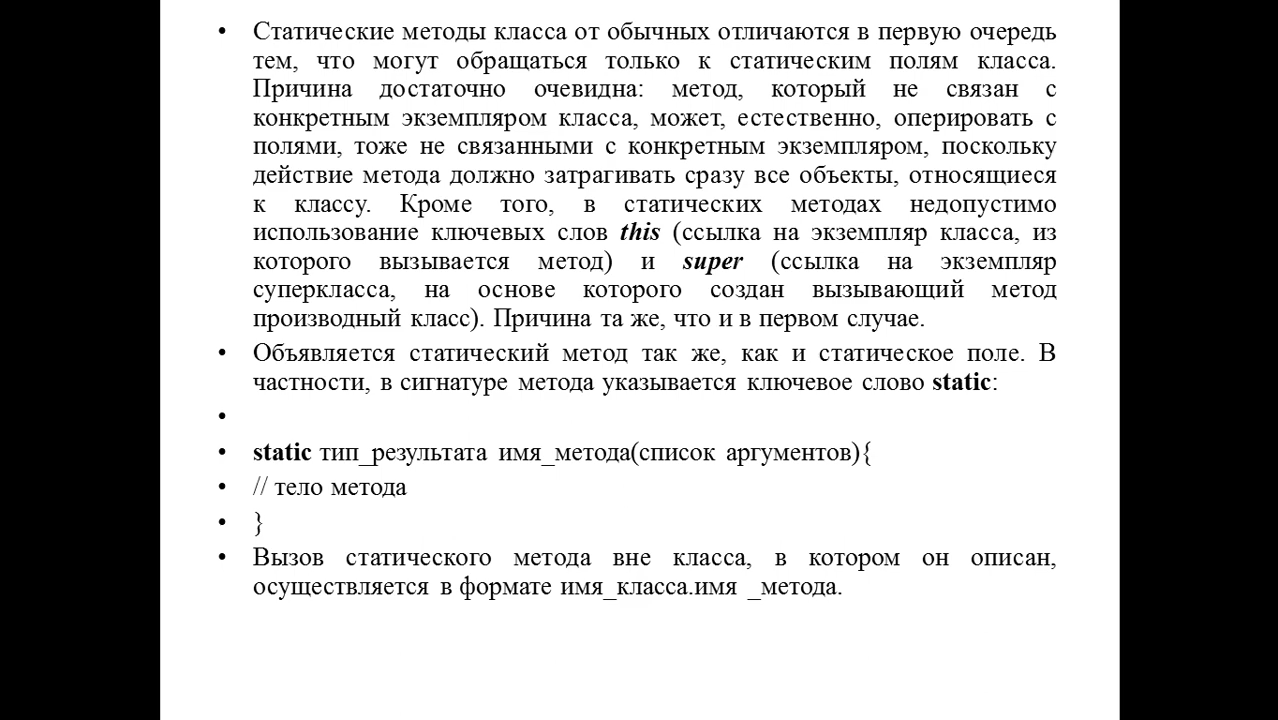 • Статические методы класса от обычных отличаются в первую очередь
тем, что могут обращаться только к статическим полям класса.
Причина достаточно очевидна: метод, который не связан с
конкретным экземпляром класса, может, естественно, оперировать с
полями, тоже не связанными с конкретным экземпляром, поскольку
действие метода должно затрагивать сразу все объекты, относящиеся
к классу. Кроме того, в статических методах недопустимо
использование ключевых слов this (ссылка на экземпляр класса, из
которого вызывается метод) и super (ссылка на экземпляр
суперкласса, на основе которого создан вызывающий метод
производный класс). Причина та же, что и в первом случае.
• Объявляется статический метод так же, как и статическое поле. В
частности, в сигнатуре метода указывается ключевое слово static:
•
• static тип_результата имя_метода(список аргументов){
• // тело метода
• }
• Вызов статического метода вне класса, в котором он описан,
осуществляется в формате имя_класса.имя _метода.